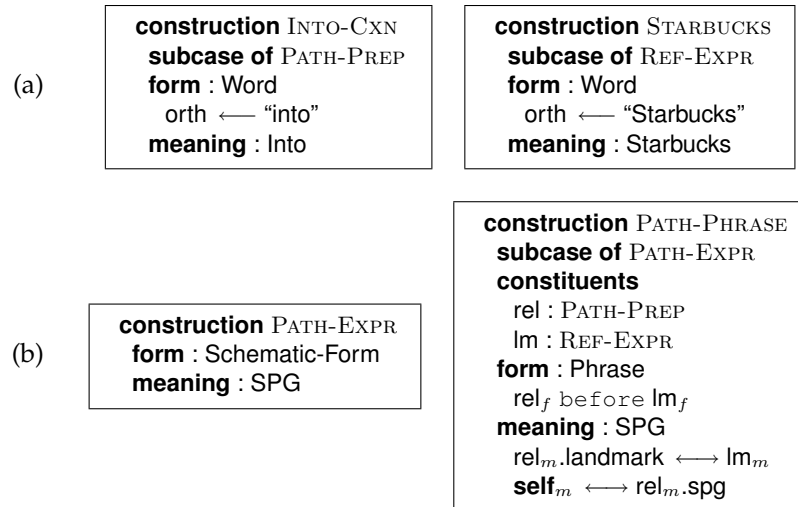 (a)
construction INTO-CXN
subcase of PATH-PREP
form : Word
orth ⟵ “into”
meaning : Into
construction STARBUCKS
subcase of REF-EXPR
form : Word
orth ⟵ “Starbucks”
meaning : Starbucks
(b)
construction PATH-EXPR
form : Schematic-Form
meaning : SPG
construction PATH-PHRASE
subcase of PATH-EXPR
constituents
rel : PATH-PREP
lm : REF-EXPR
form : Phrase
rel_f before lm_f
meaning : SPG
rel_m.landmark ⟷ lm_m
self_m ⟷ rel_m.spg